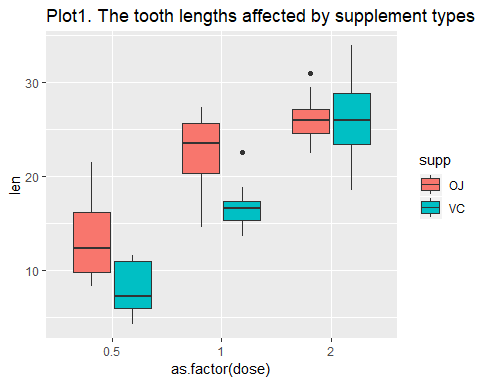 Plot1. The tooth lengths affected by supplement types
30
20
10
len
0.5
1
2
as.factor(dose)
supp
OJ
VC